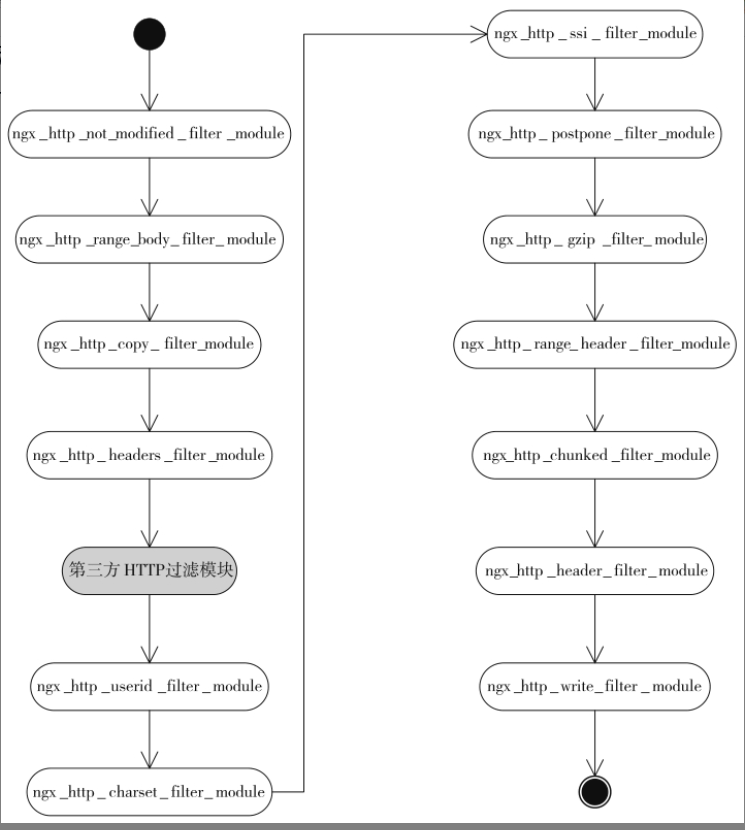 ngx_http_not_modified_filter_module
ngx_http_range_body_filter_module
ngx_http_copy_filter_module
ngx_http_headers_filter_module
第三方 HTTP过滤模块
ngx_http_userid_filter_module
ngx_http_charset_filter_module
ngx_http_ssi_filter_module
ngx_http_postpone_filter_module
ngx_http_gzip_filter_module
ngx_http_range_header_filter_module
ngx_http_chunked_filter_module
ngx_http_header_filter_module
ngx_http_write_filter_module